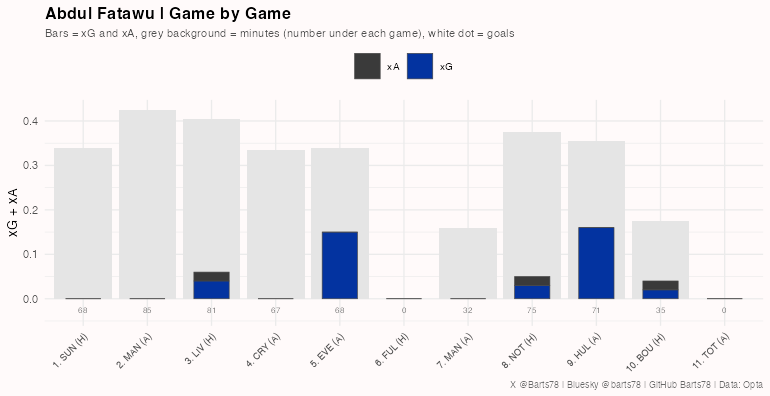 Abdul Fatawu | Game by Game
Bars = xG and xA, grey background = minutes (number under each game), white dot = goals
xA xG
xG + xA
0.4
0.3
0.2
0.1
0.0
68 85 81 67 68 0 32 75 71 35 0
1. SUN (H)
2. MAN (A)
3. LIV (H)
4. CRY (A)
5. EVE (A)
6. FUL (H)
7. MAN (A)
8. NOT (H)
9. HUL (A)
10. BOU (H)
11. TOT (A)
X @Barts78 | Bluesky @barts78 | GitHub Barts78 | Data: Opta